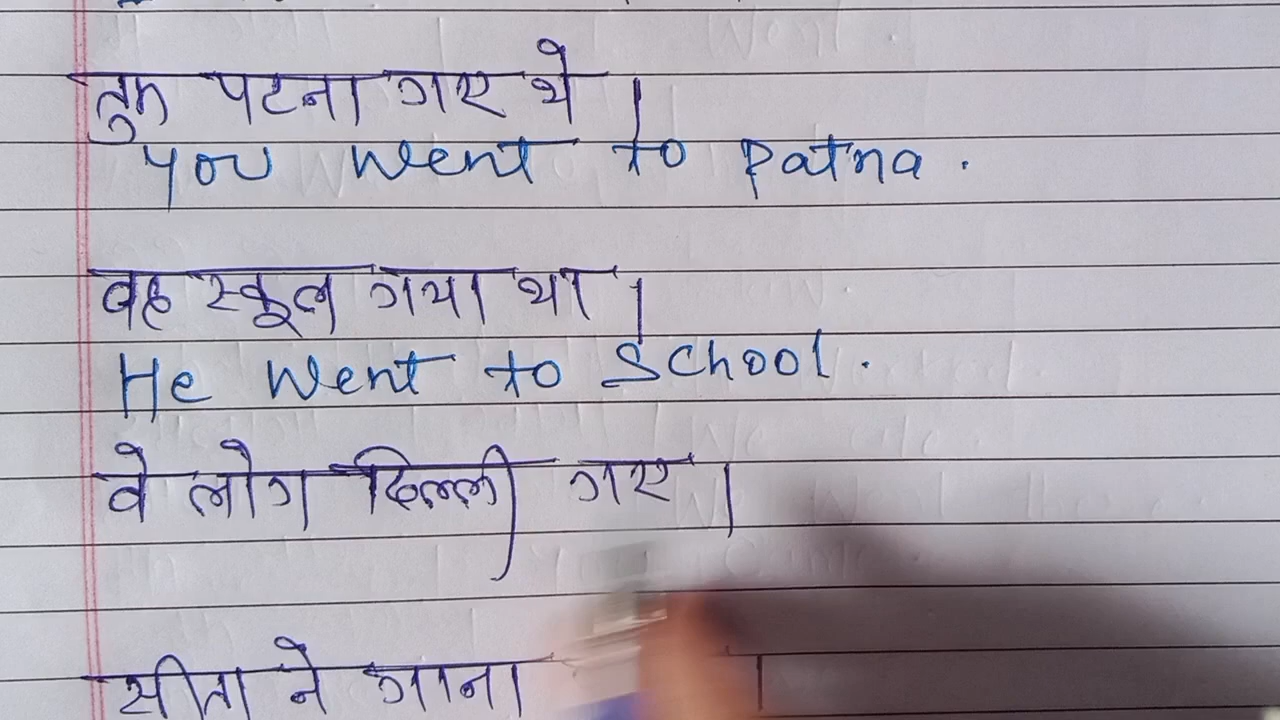 तुम पटना गए थे।
You Went to Patna.
वह स्कूल गया था।
He Went to School.
वे लोग दिल्ली गए।
सीता ने गाना